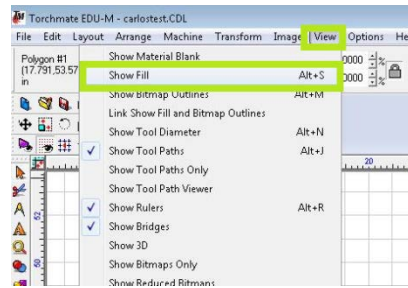 Torchmate EDU-M - carlostest.CDL
File Edit Layout Arrange Machine Transform Image View Options He
Polygon #1
(17.791,53.57
in
0000 %
0000 %
Show Material Blank
Show Fill Alt+S
Show Bitmap Outlines Alt+M
Link Show Fill and Bitmap Outlines
Show Tool Diameter Alt+N
Show Tool Paths Alt+J
Show Tool Paths Only
Show Tool Path Viewer
Show Rulers Alt+R
Show Bridges
Show 3D
Show Bitmaps Only
Show Reduced Bitmaps
20
52